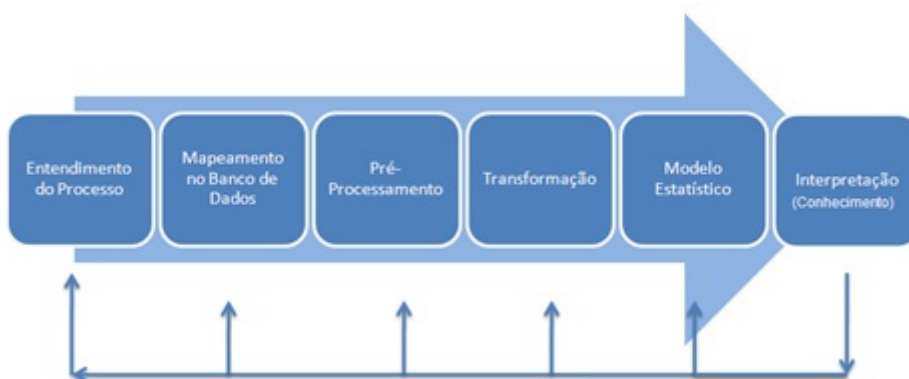 Entendimento
do Processo
Mapeamento
no Banco de
Dados
Pré-
Processamento
Transformação
Modelo
Estatístico
Interpretação
(Conhecimento)